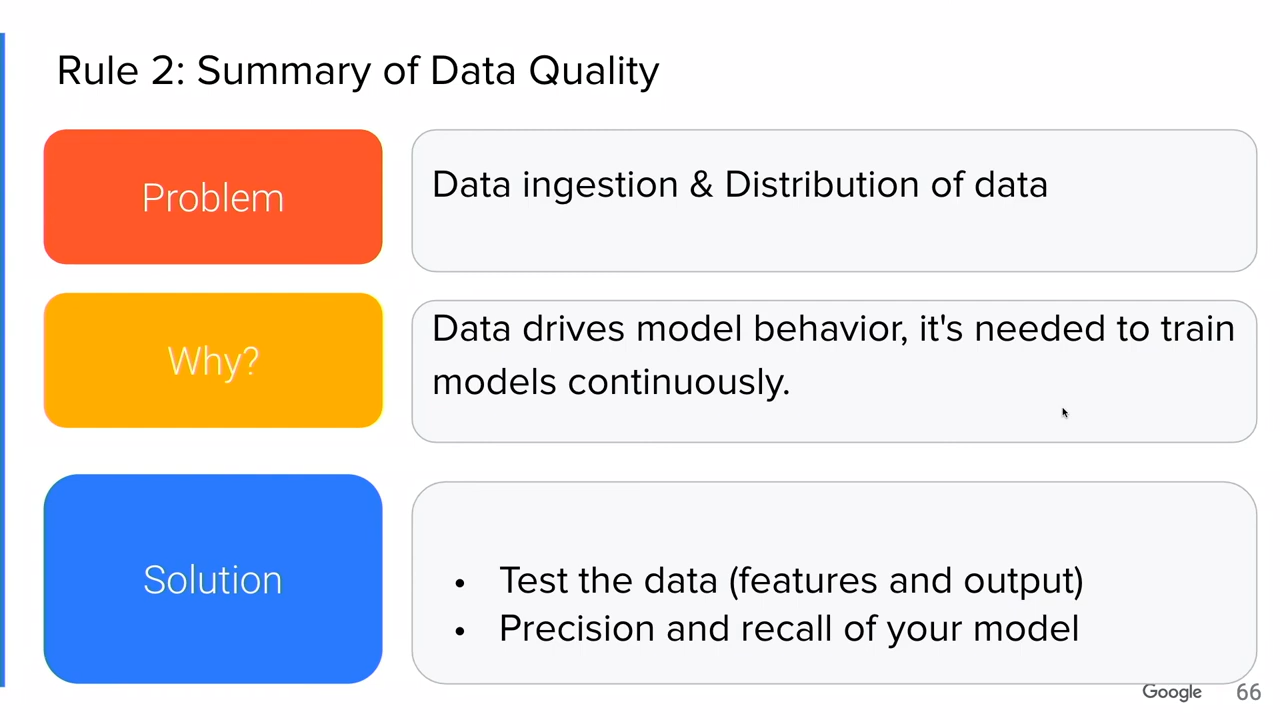 Rule 2: Summary of Data Quality
Problem
Data ingestion & Distribution of data
Why?
Data drives model behavior, it's needed to train
models continuously.
Solution
• Test the data (features and output)
• Precision and recall of your model
Google
66